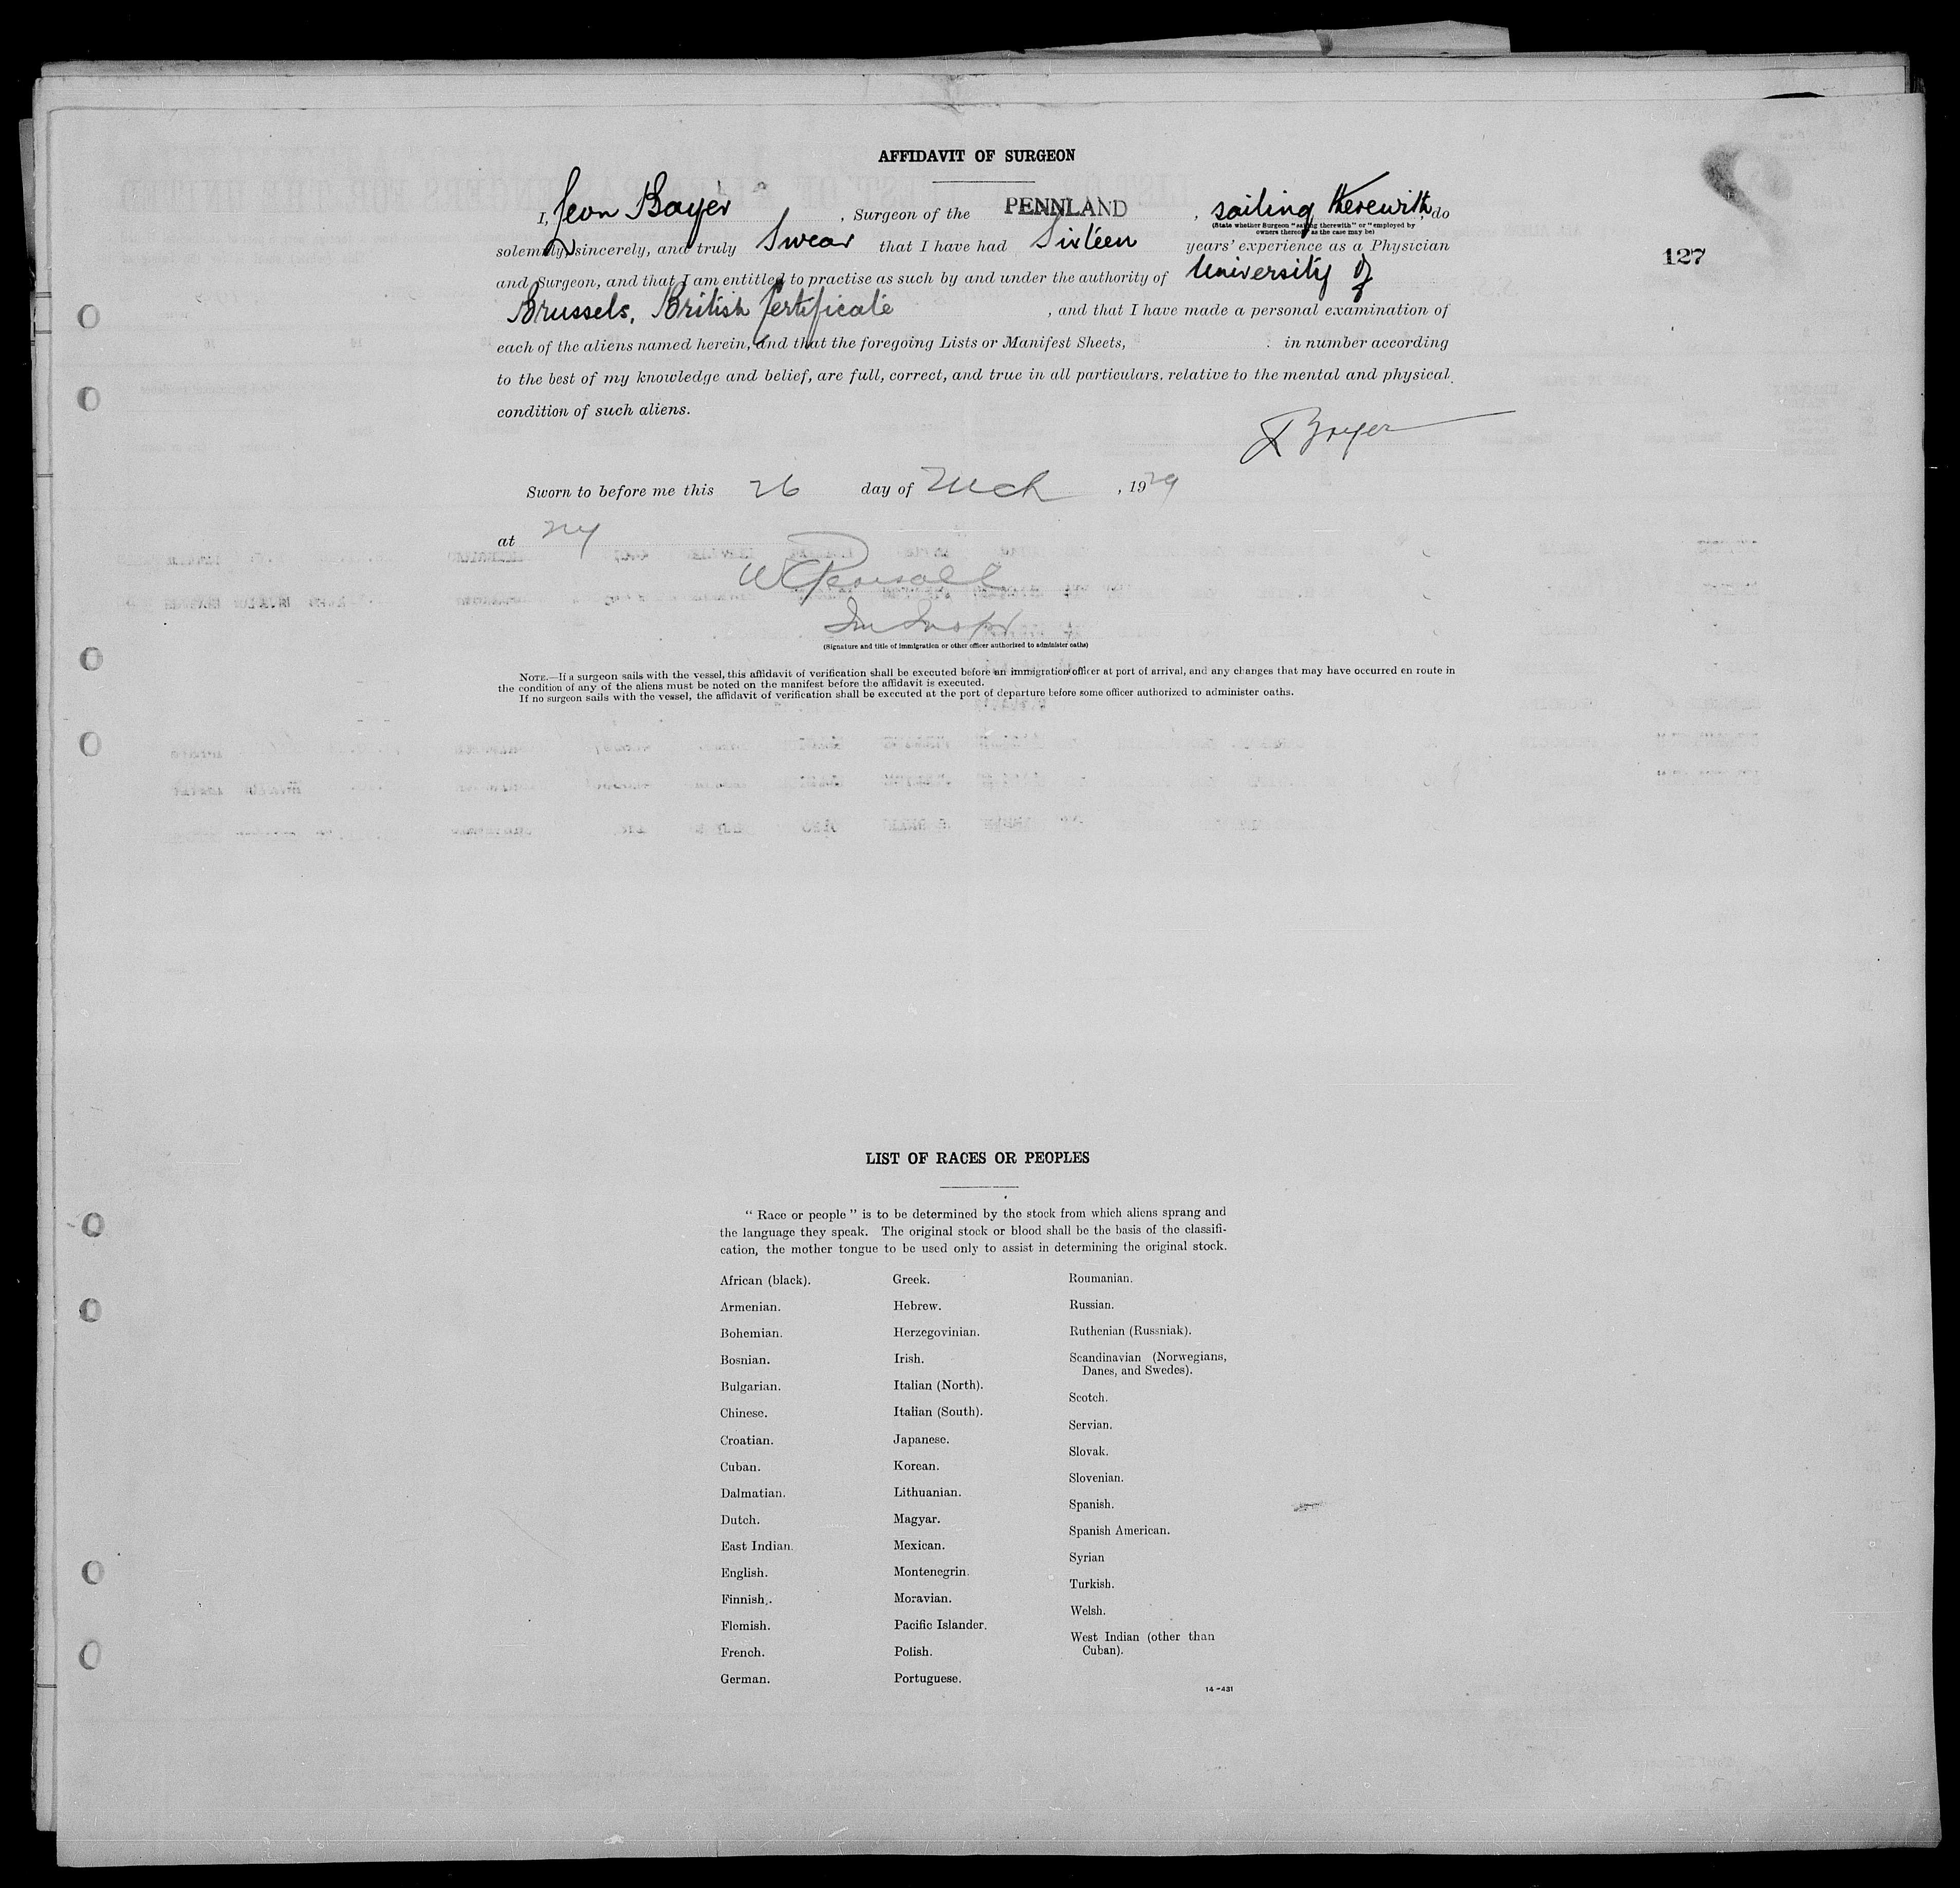 AFFIDAVIT OF SURGEON
I, Leon Boyer, Surgeon of the PENNLAND, sailing therewith, do
(State whether Surgeon "sailing therewith" or "employed by
owners thereof," as the case may be)
solemnly, sincerely, and truly Swear that I have had Sixteen years' experience as a Physician
127
and Surgeon, and that I am entitled to practise as such by and under the authority of University of
Brussels, British Certificate, and that I have made a personal examination of
each of the aliens named herein, and that the foregoing Lists or Manifest Sheets, in number according
to the best of my knowledge and belief, are full, correct, and true in all particulars, relative to the mental and physical
condition of such aliens.
L Boyer
Sworn to before me this 26 day of Mch, 1929
at NY
Im Inspr
(Signature and title of immigration or other officer authorized to administer oaths)
NOTE.—If a surgeon sails with the vessel, this affidavit of verification shall be executed before an immigration officer at port of arrival, and any changes that may have occurred en route in
the condition of any of the aliens must be noted on the manifest before the affidavit is executed.
If no surgeon sails with the vessel, the affidavit of verification shall be executed at the port of departure before some officer authorized to administer oaths.
LIST OF RACES OR PEOPLES
"Race or people" is to be determined by the stock from which aliens sprang and
the language they speak. The original stock or blood shall be the basis of the classifi-
cation, the mother tongue to be used only to assist in determining the original stock.
African (black).
Armenian.
Bohemian.
Bosnian.
Bulgarian.
Chinese.
Croatian.
Cuban.
Dalmatian.
Dutch.
East Indian.
English.
Finnish.
Flemish.
French.
German.
Greek.
Hebrew.
Herzegovinian.
Irish.
Italian (North).
Italian (South).
Japanese.
Korean.
Lithuanian.
Magyar.
Mexican.
Montenegrin.
Moravian.
Pacific Islander.
Polish.
Portuguese.
Roumanian.
Russian.
Ruthenian (Russniak).
Scandinavian (Norwegians,
Danes, and Swedes).
Scotch.
Servian.
Slovak.
Slovenian.
Spanish.
Spanish American.
Syrian
Turkish.
Welsh.
West Indian (other than
Cuban).
14-431